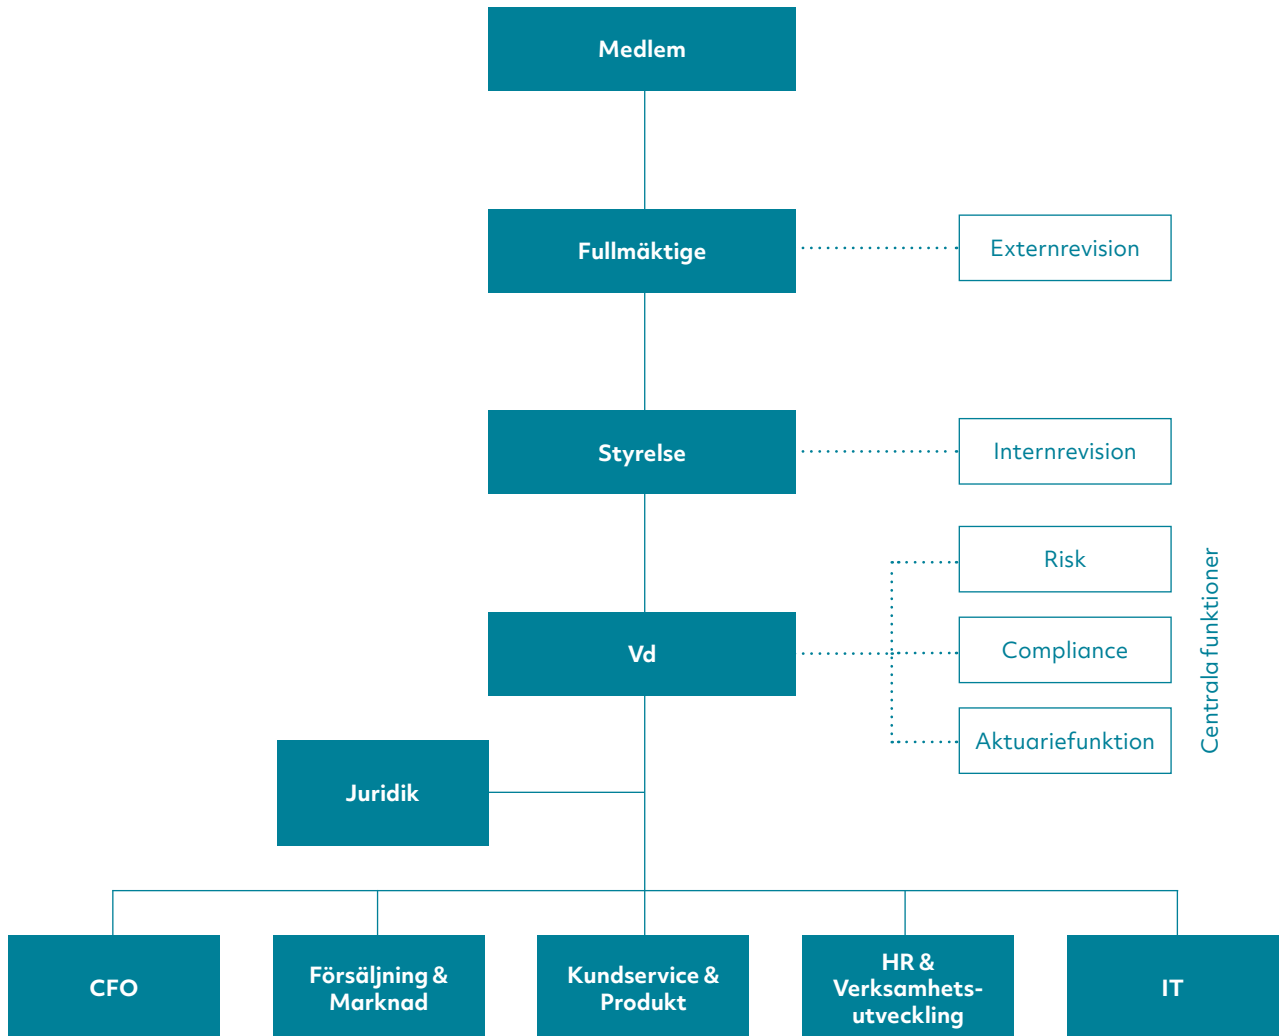 Medlem
Fullmäktige
Externrevision
Styrelse
Internrevision
Risk
Vd
Compliance
Aktuariefunktion
Centrala funktioner
Juridik
CFO
Försäljning &
Marknad
Kundservice &
Produkt
HR &
Verksamhets-
utveckling
IT